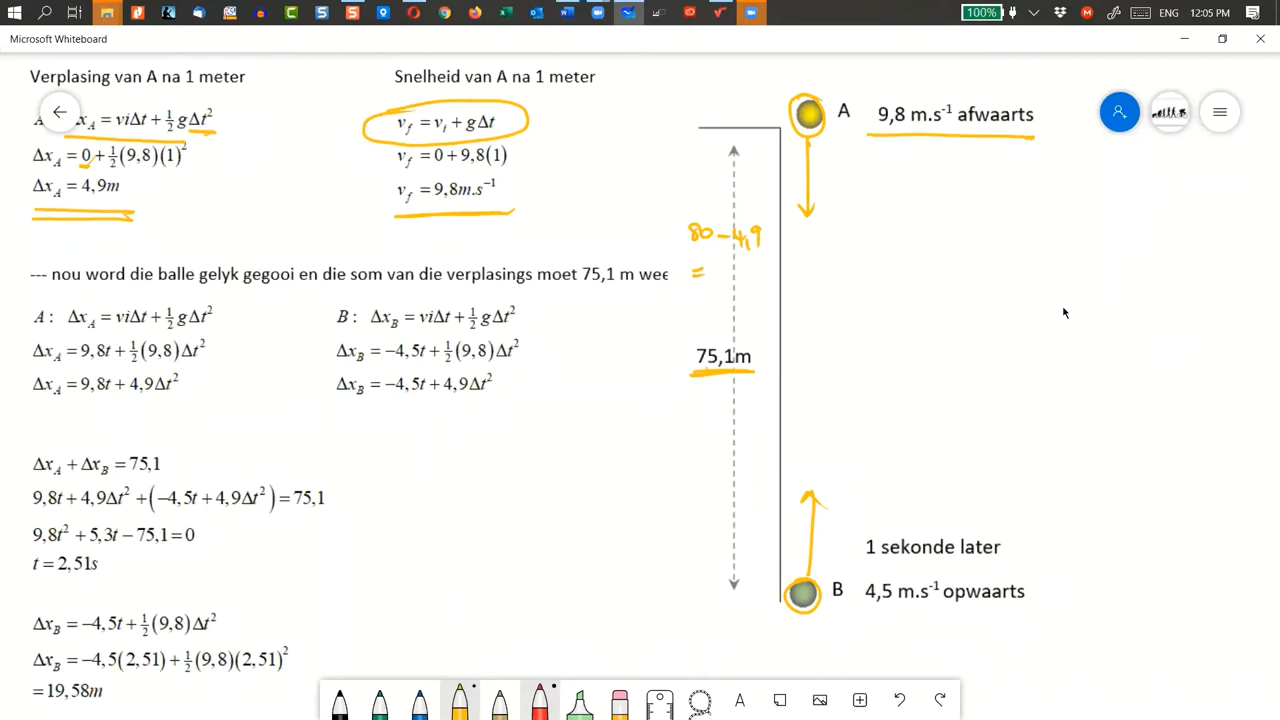 100%
ENG
12:05 PM
Microsoft Whiteboard
Verplasing van A na 1 meter
x_A = viΔt + ½gΔt²
Δx_A = 0 + ½(9,8)(1)²
Δx_A = 4,9m
Snelheid van A na 1 meter
v_f = v_i + gΔt
v_f = 0 + 9,8(1)
v_f = 9,8m.s⁻¹
--- nou word die balle gelyk gegooi en die som van die verplasings moet 75,1 m wee
A : Δx_A = viΔt + ½gΔt²
Δx_A = 9,8t + ½(9,8)Δt²
Δx_A = 9,8t + 4,9Δt²
B : Δx_B = viΔt + ½gΔt²
Δx_B = −4,5t + ½(9,8)Δt²
Δx_B = −4,5t + 4,9Δt²
Δx_A + Δx_B = 75,1
9,8t + 4,9Δt² + (−4,5t + 4,9Δt²) = 75,1
9,8t² + 5,3t − 75,1 = 0
t = 2,51s
Δx_B = −4,5t + ½(9,8)Δt²
Δx_B = −4,5(2,51) + ½(9,8)(2,51)²
= 19,58m
A 9,8 m.s⁻¹ afwaarts
80 − 4,9
=
75,1m
1 sekonde later
B 4,5 m.s⁻¹ opwaarts